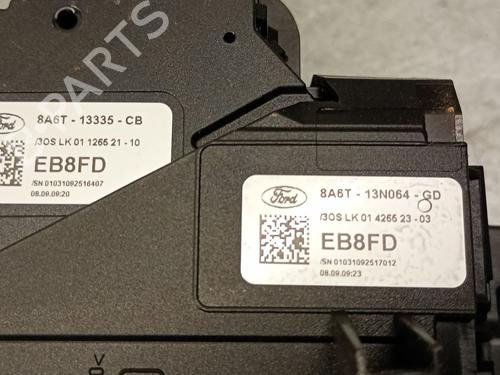 PARTS
Ford
8A6T - 13335 - CB
/3OS LK 01 1265 21 - 10
EB8FD
/SN 01031092516407
08.09.09:20
Ford
8A6T - 13N064 - GD
/3OS LK 01 4265 23 - 03
EB8FD
/SN 01031092517012
08.09.09:23